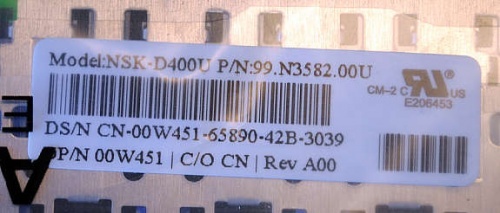 Model:NSK-D400U P/N:99.N3582.00U
CM-2 C UR US
E206453
DS/N CN-00W451-65890-42B-3039
DP/N 00W451 | C/O CN | Rev A00
E
A